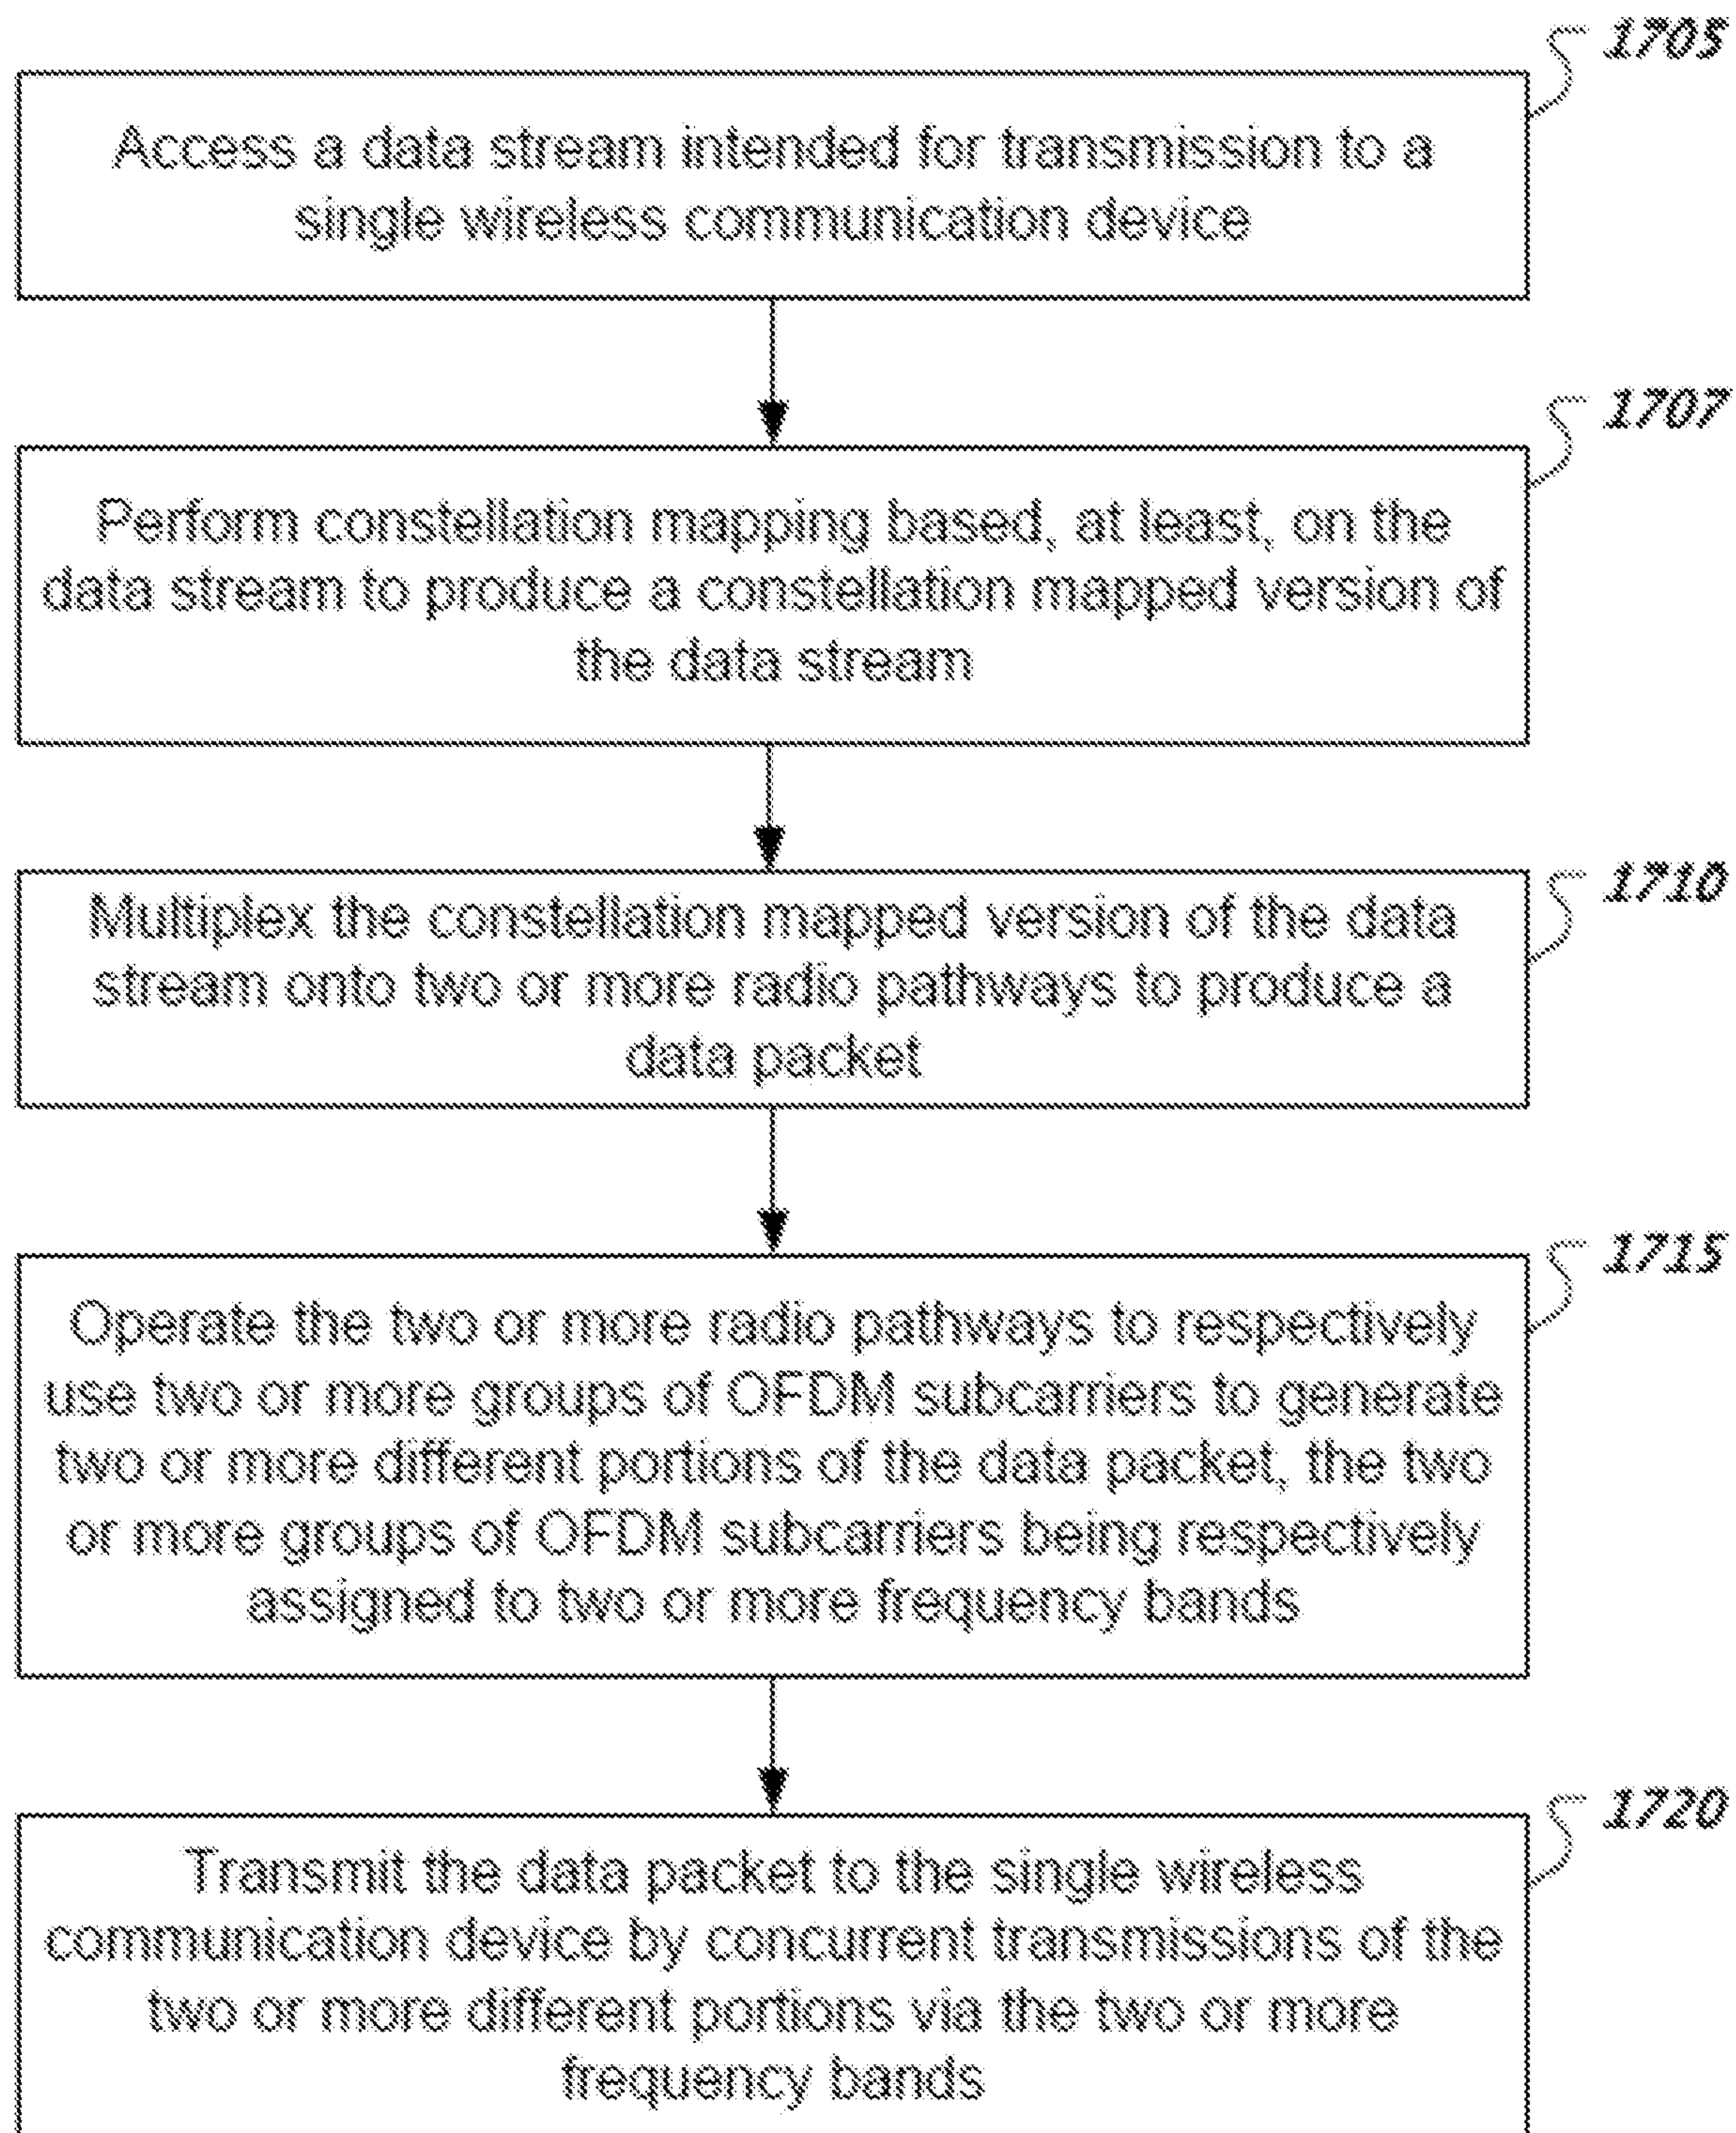 1705
Access a data stream intended for transmission to a
single wireless communication device
1707
Perform constellation mapping based, at least, on the
data stream to produce a constellation mapped version of
the data stream
1710
Multiplex the constellation mapped version of the data
stream onto two or more radio pathways to produce a
data packet
1715
Operate the two or more radio pathways to respectively
use two or more groups of OFDM subcarriers to generate
two or more different portions of the data packet, the two
or more groups of OFDM subcarriers being respectively
assigned to two or more frequency bands
1720
Transmit the data packet to the single wireless
communication device by concurrent transmissions of the
two or more different portions via the two or more
frequency bands